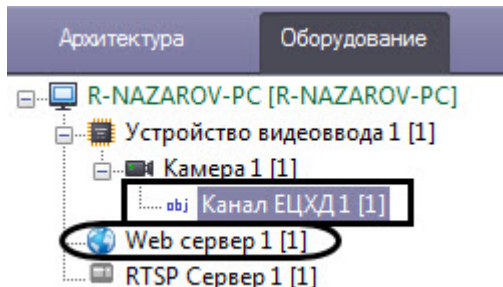 Архитектура Оборудование
R-NAZAROV-PC [R-NAZAROV-PC]
Устройство видеоввода 1 [1]
Камера 1 [1]
obj Канал ЕЦХД 1 [1]
Web сервер 1 [1]
RTSP Сервер 1 [1]